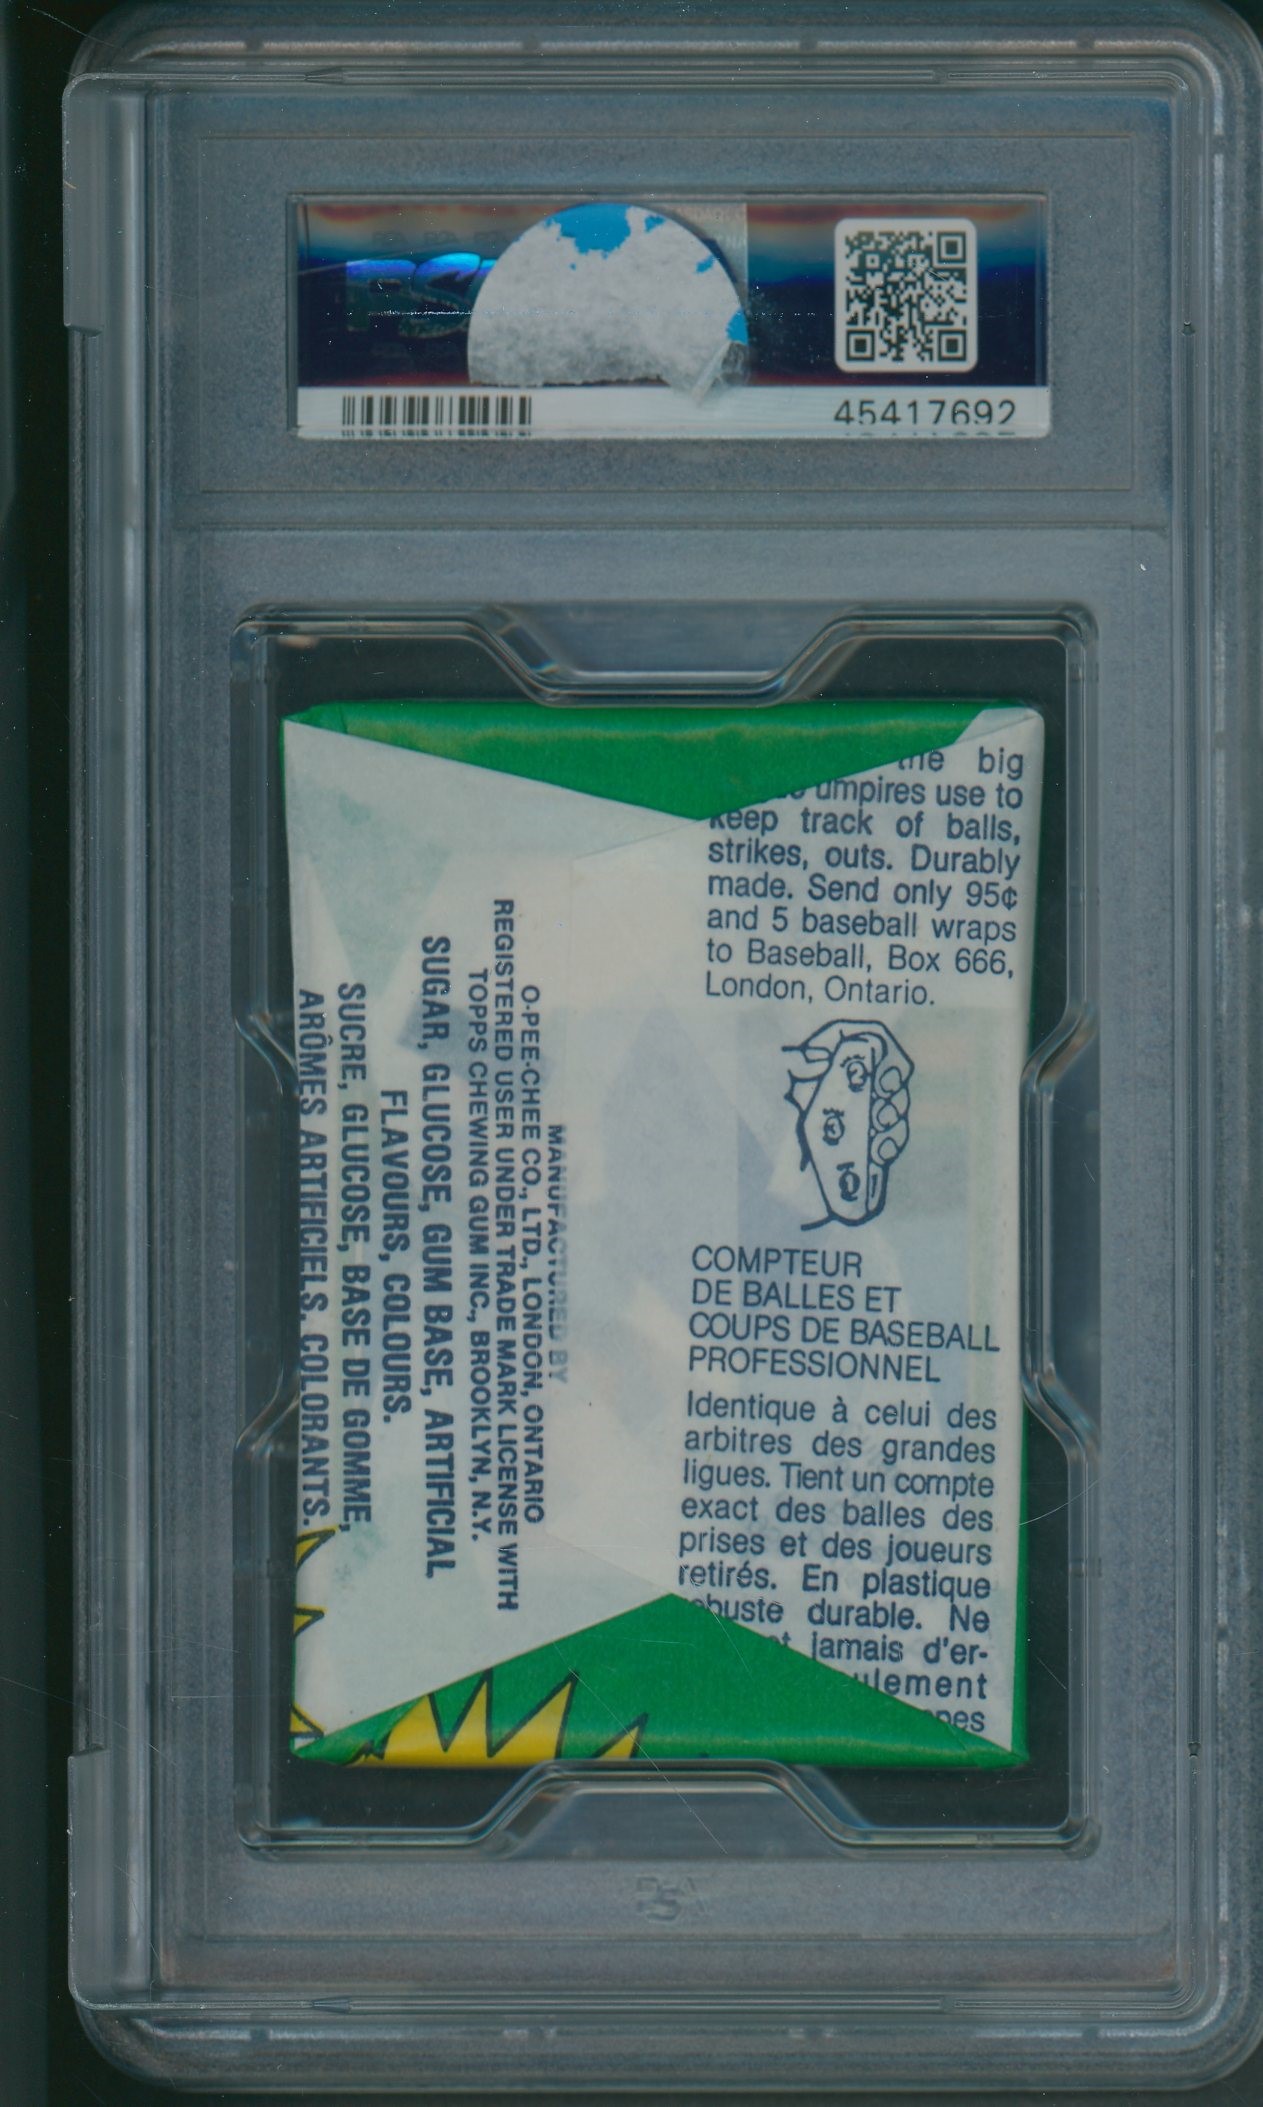 PSA
45417692
the big
umpires use to
keep track of balls,
strikes, outs. Durably
made. Send only 95¢
and 5 baseball wraps
to Baseball, Box 666,
London, Ontario.
COMPTEUR
DE BALLES ET
COUPS DE BASEBALL
PROFESSIONNEL
Identique à celui des
arbitres des grandes
ligues. Tient un compte
exact des balles des
prises et des joueurs
retirés. En plastique
robuste durable. Ne
jamais d'er-
MANUFACTURED BY
O-PEE-CHEE CO., LTD., LONDON, ONTARIO
REGISTERED USER UNDER TRADE MARK LICENSE WITH
TOPPS CHEWING GUM INC., BROOKLYN, N.Y.
SUGAR, GLUCOSE, GUM BASE, ARTIFICIAL
FLAVOURS, COLOURS.
SUCRE, GLUCOSE, BASE DE GOMME,
ARÔMES ARTIFICIELS, COLORANTS.
PSA